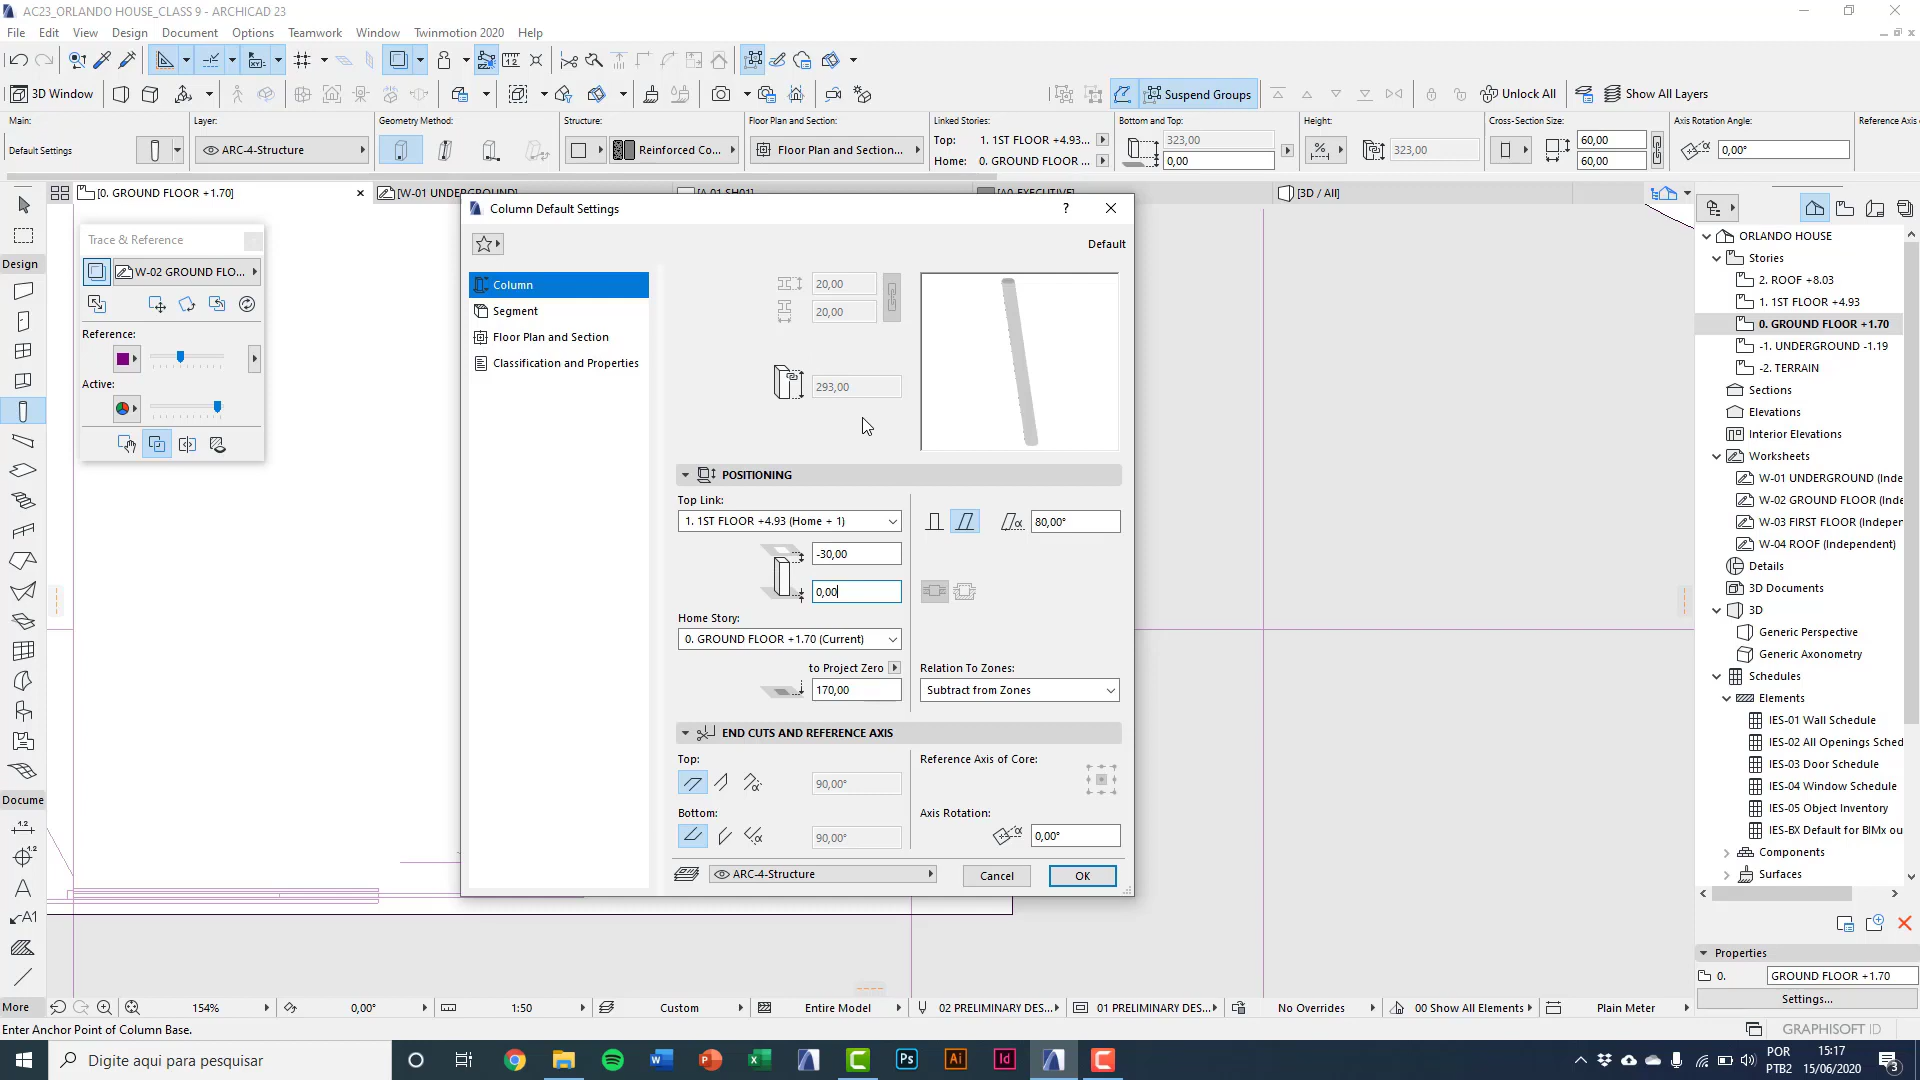 AC23_ORLANDO HOUSE_CLASS 9 - ARCHICAD 23
File Edit View Design Document Options Teamwork Window Twinmotion 2020 Help
3D Window
Suspend Groups
Unlock All
Show All Layers
Main:
Default Settings
Layer:
ARC-4-Structure
Geometry Method:
Structure:
Reinforced Co...
Floor Plan and Section:
Floor Plan and Section...
Linked Stories:
Top: 1. 1ST FLOOR +4.93...
Home: 0. GROUND FLOOR ...
Bottom and Top:
323,00
0,00
Height:
323,00
Cross-Section Size:
60,00
60,00
Axis Rotation Angle:
0,00°
Reference Axis
[0. GROUND FLOOR +1.70]
[W-01 UNDERGROUND]
[3D / All]
Trace & Reference
W-02 GROUND FLO...
Reference:
Active:
Design
Docume
More
Column Default Settings
?
Default
Column
Segment
Floor Plan and Section
Classification and Properties
20,00
20,00
293,00
POSITIONING
Top Link:
1. 1ST FLOOR +4.93 (Home + 1)
80,00°
-30,00
0,00
Home Story:
0. GROUND FLOOR +1.70 (Current)
to Project Zero
170,00
Relation To Zones:
Subtract from Zones
END CUTS AND REFERENCE AXIS
Top:
90,00°
Bottom:
90,00°
Reference Axis of Core:
Axis Rotation:
0,00°
ARC-4-Structure
Cancel
OK
ORLANDO HOUSE
Stories
2. ROOF +8.03
1. 1ST FLOOR +4.93
0. GROUND FLOOR +1.70
-1. UNDERGROUND -1.19
-2. TERRAIN
Sections
Elevations
Interior Elevations
Worksheets
W-01 UNDERGROUND (Inde
W-02 GROUND FLOOR (Inde
W-03 FIRST FLOOR (Indeper
W-04 ROOF (Independent)
Details
3D Documents
3D
Generic Perspective
Generic Axonometry
Schedules
Elements
IES-01 Wall Schedule
IES-02 All Openings Sched
IES-03 Door Schedule
IES-04 Window Schedule
IES-05 Object Inventory
IES-BX Default for BIMx ou
Components
Surfaces
Properties
0. GROUND FLOOR +1.70
Settings...
154%
0,00°
1:50
Custom
Entire Model
02 PRELIMINARY DES...
01 PRELIMINARY DES...
No Overrides
00 Show All Elements
Plain Meter
Enter Anchor Point of Column Base.
GRAPHISOFT ID
Digite aqui para pesquisar
POR
PTB2
15:17
15/06/2020
3